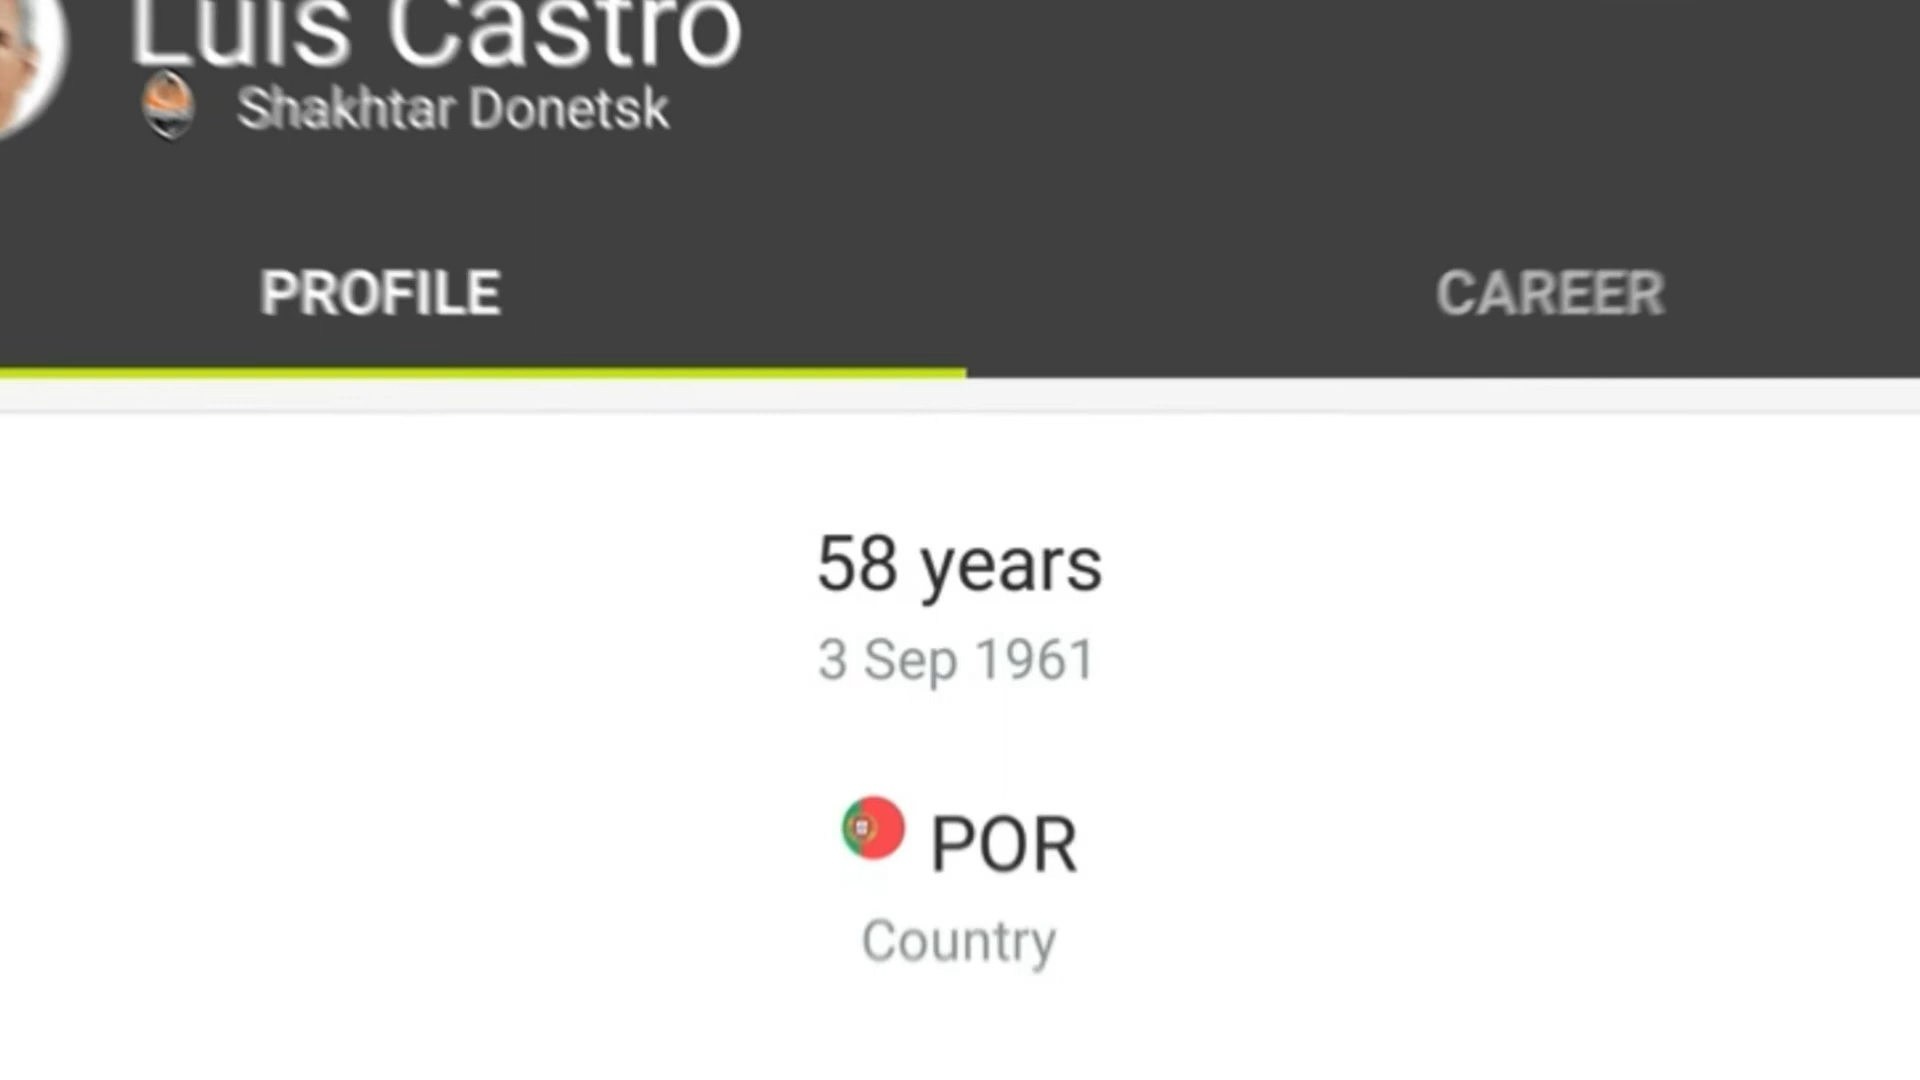 Luis Castro
Shakhtar Donetsk
PROFILE
CAREER
58 years
3 Sep 1961
POR
Country